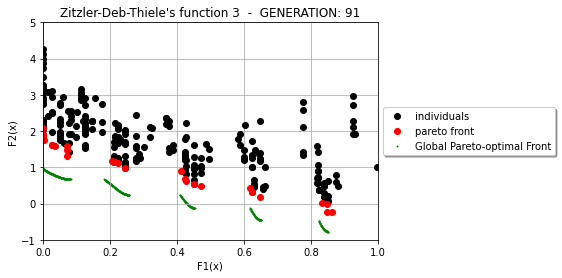 Zitzler-Deb-Thiele's function 3 - GENERATION: 91
5
4
3
2
1
0
−1
F2(x)
0.0 0.2 0.4 0.6 0.8 1.0
F1(x)
individuals
pareto front
Global Pareto-optimal Front